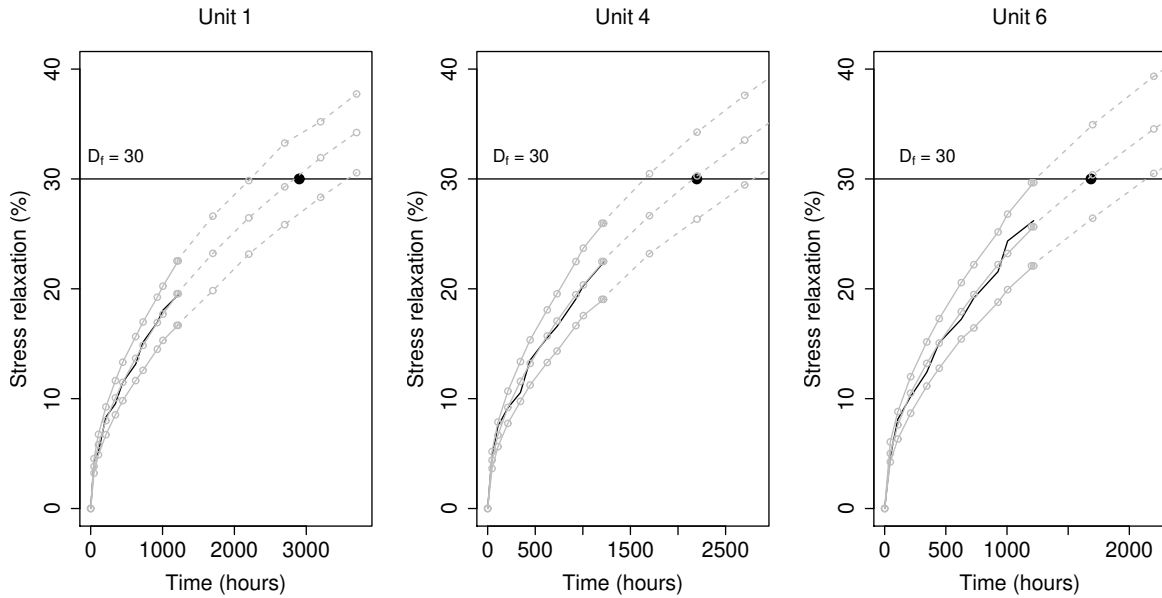 Unit 1
Stress relaxation (%)
40
30
20
10
0
D_f = 30
0 1000 2000 3000
Time (hours)
Unit 4
Stress relaxation (%)
40
30
20
10
0
D_f = 30
0 500 1500 2500
Time (hours)
Unit 6
Stress relaxation (%)
40
30
20
10
0
D_f = 30
0 500 1000 2000
Time (hours)